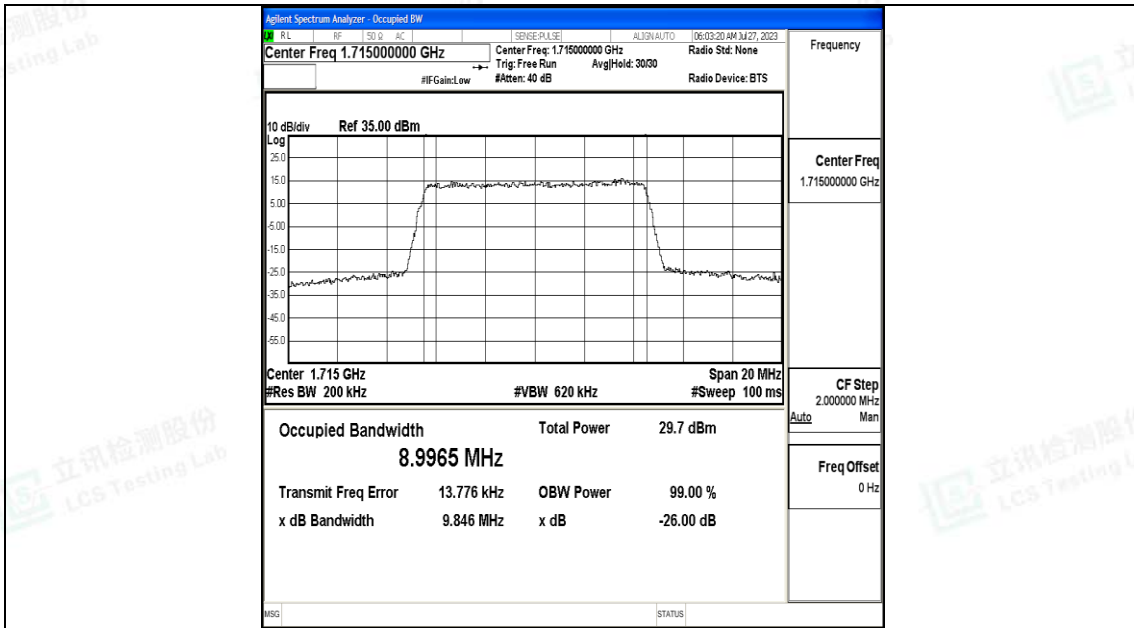 Agilent Spectrum Analyzer - Occupied BW
RL RF 50 Ω AC SENSE:PULSE ALIGN AUTO 06:03:20 AM Jul 27, 2023
Center Freq 1.715000000 GHz
Center Freq: 1.715000000 GHz Radio Std: None
Trig: Free Run Avg|Hold: 30/30
#IFGain:Low #Atten: 40 dB Radio Device: BTS
Frequency
10 dB/div Ref 35.00 dBm
Log
25.0
15.0
5.00
-5.00
-15.0
-25.0
-35.0
-45.0
-55.0
Center Freq
1.715000000 GHz
Center 1.715 GHz Span 20 MHz
#Res BW 200 kHz #VBW 620 kHz #Sweep 100 ms
CF Step
2.000000 MHz
Auto Man
Occupied Bandwidth Total Power 29.7 dBm
8.9965 MHz
Freq Offset
0 Hz
Transmit Freq Error 13.776 kHz OBW Power 99.00 %
x dB Bandwidth 9.846 MHz x dB -26.00 dB
MSG STATUS
立讯检测股份
LCS Testing Lab
立讯检测股份
LCS Testing